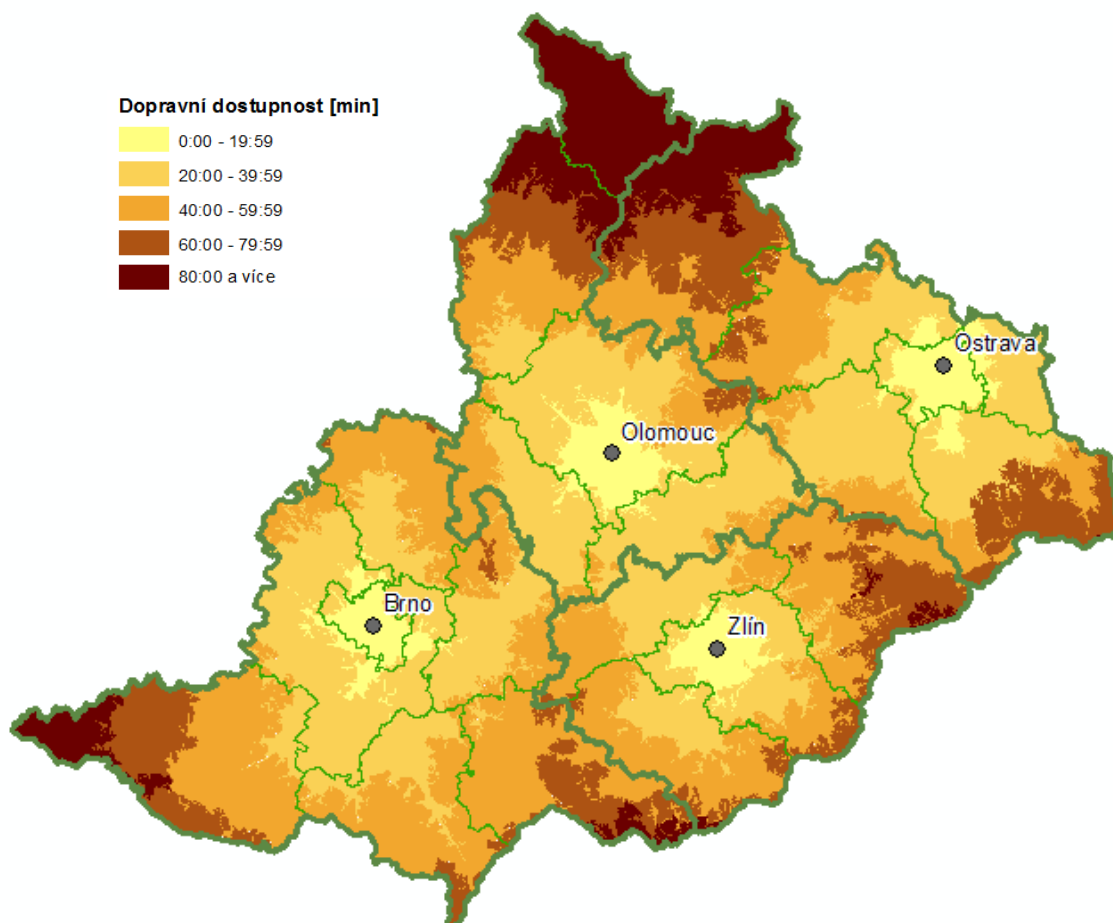 Dopravní dostupnost [min]
0:00 - 19:59
20:00 - 39:59
40:00 - 59:59
60:00 - 79:59
80:00 a více
Ostrava
Olomouc
Brno
Zlín